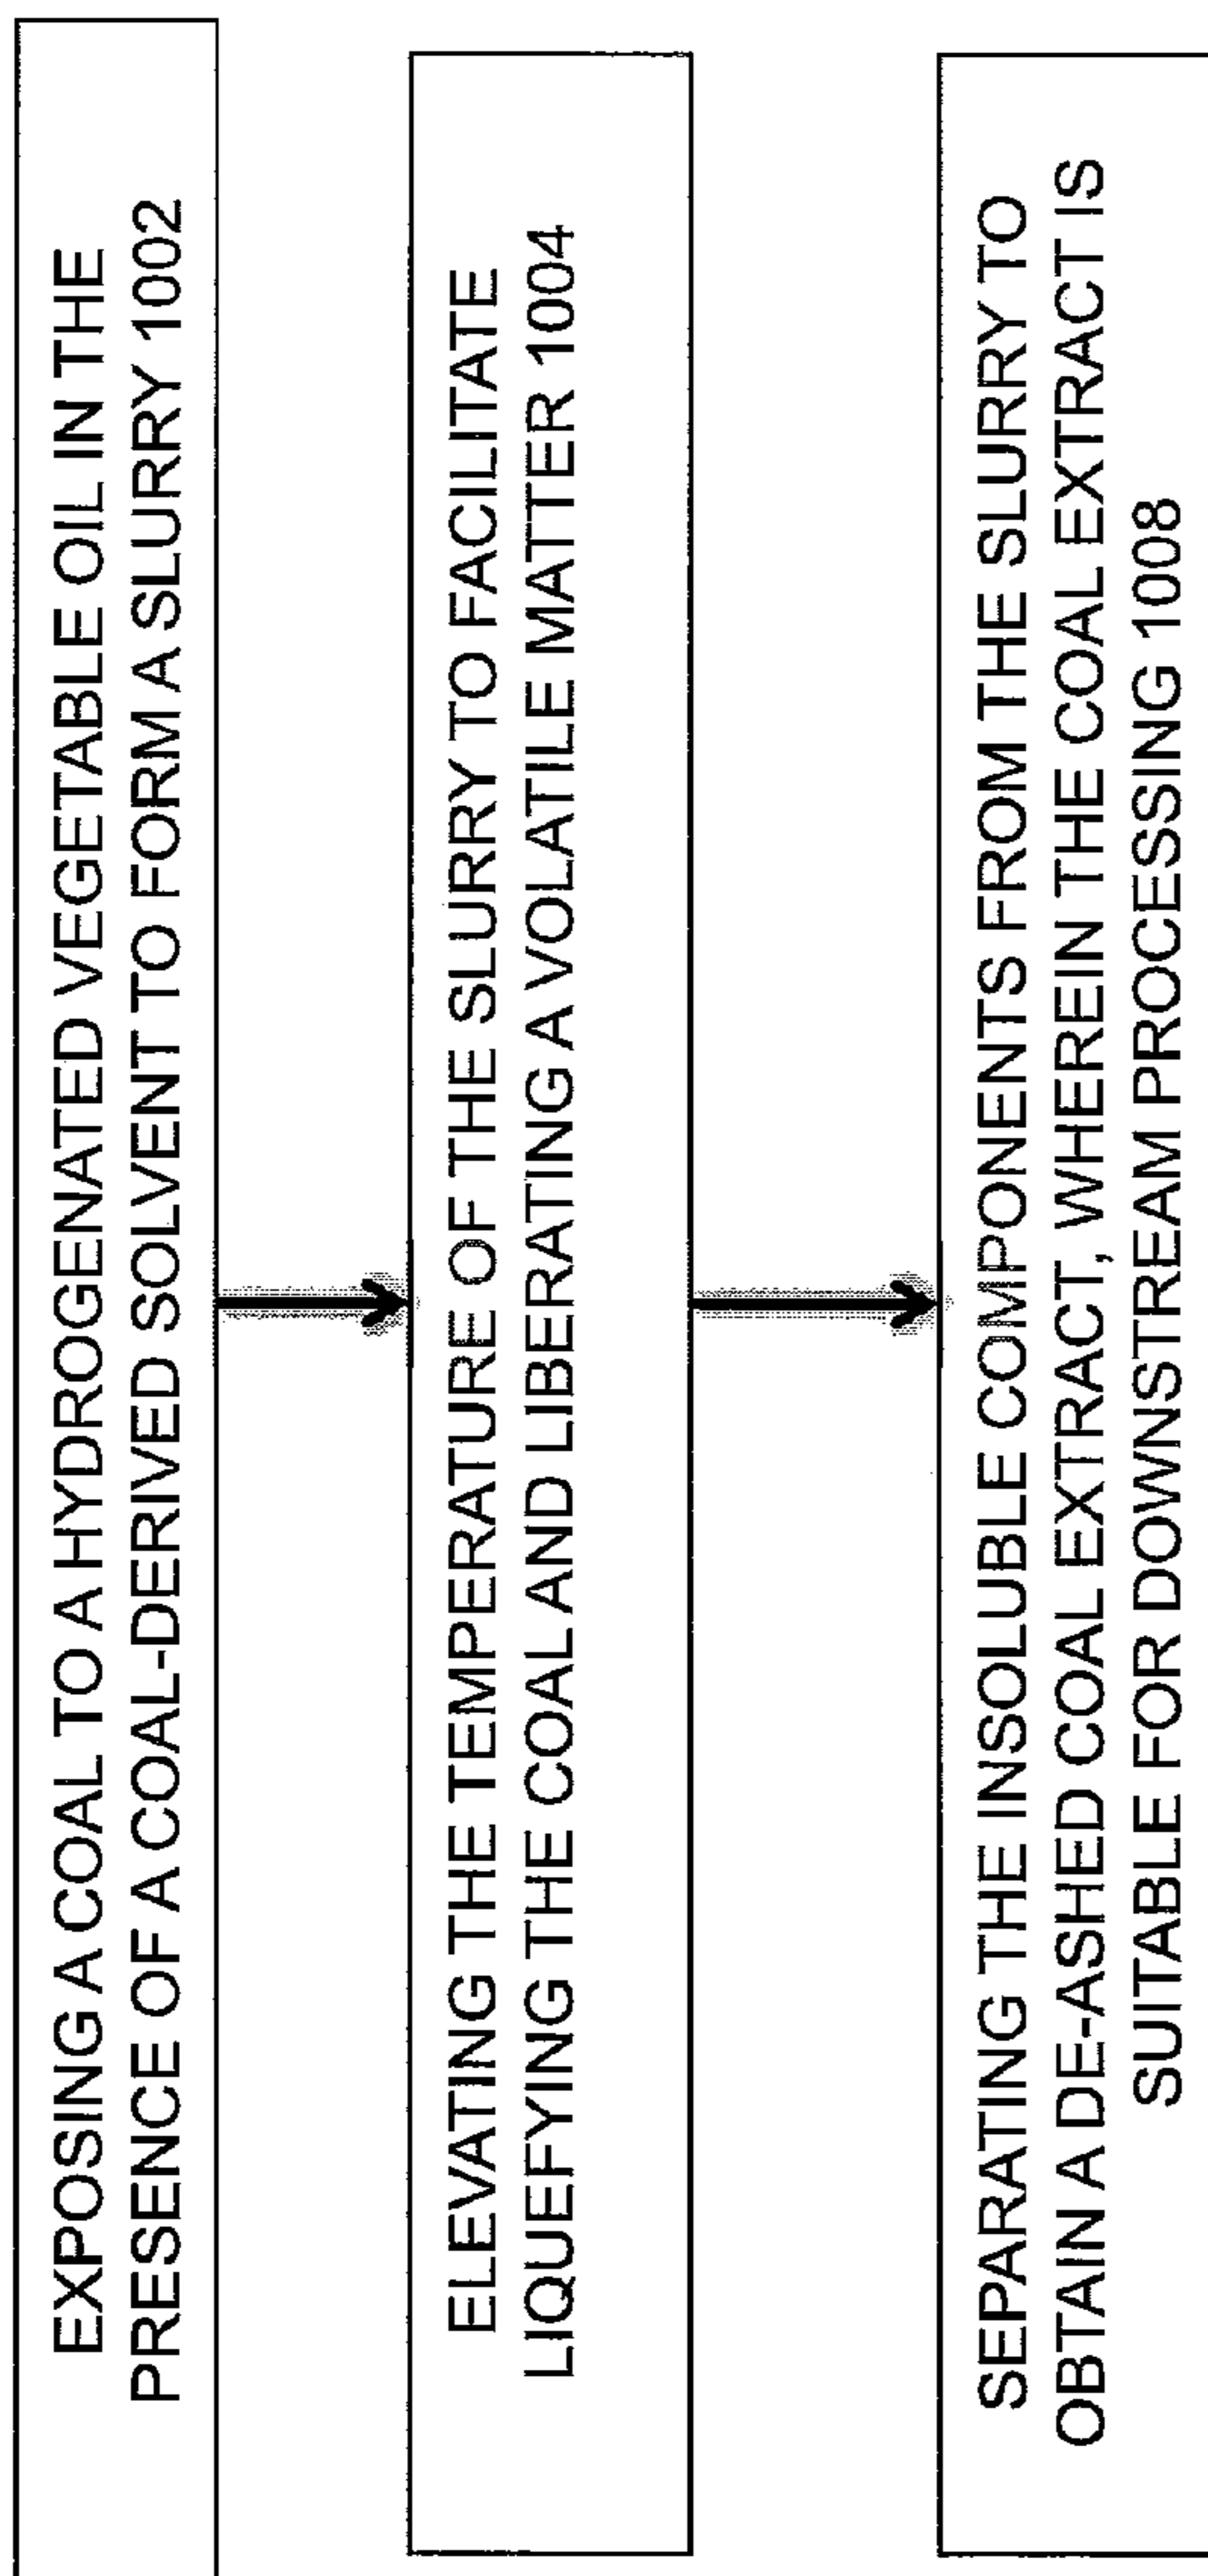 EXPOSING A COAL TO A HYDROGENATED VEGETABLE OIL IN THE
PRESENCE OF A COAL-DERIVED SOLVENT TO FORM A SLURRY 1002
ELEVATING THE TEMPERATURE OF THE SLURRY TO FACILITATE
LIQUEFYING THE COAL AND LIBERATING A VOLATILE MATTER 1004
SEPARATING THE INSOLUBLE COMPONENTS FROM THE SLURRY TO
OBTAIN A DE-ASHED COAL EXTRACT, WHEREIN THE COAL EXTRACT IS
SUITABLE FOR DOWNSTREAM PROCESSING 1008